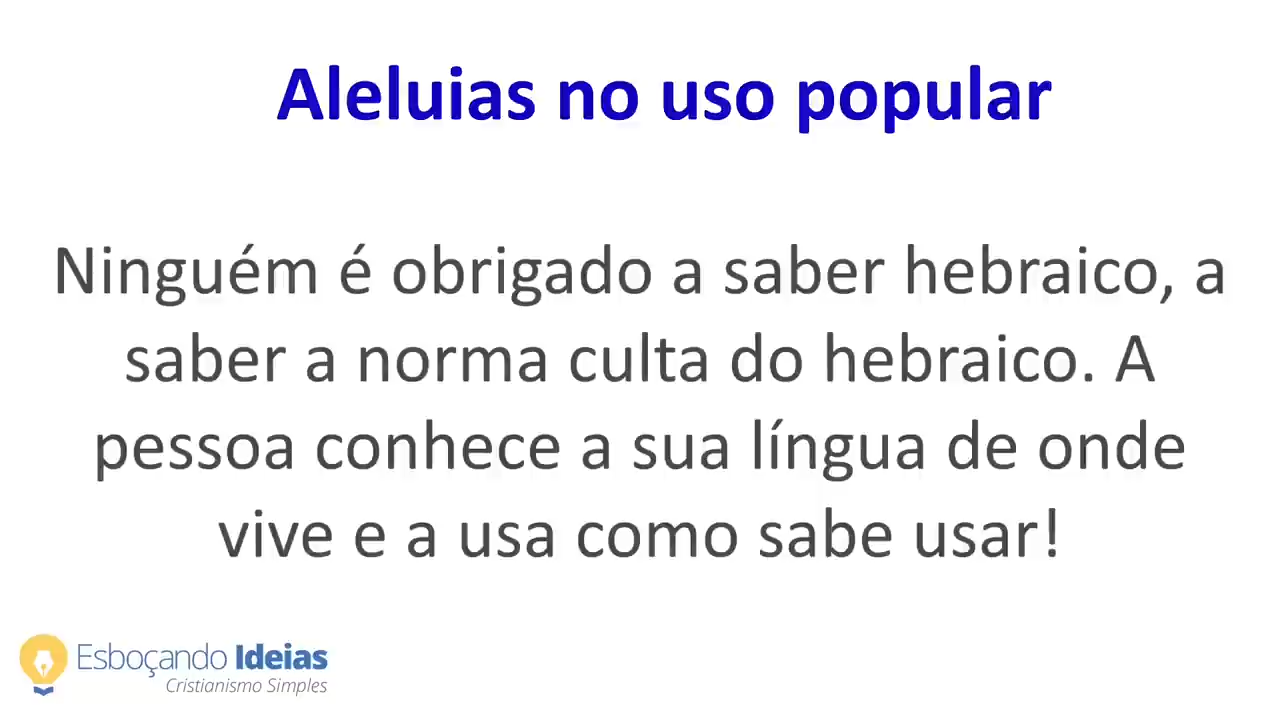 Aleluias no uso popular
Ninguém é obrigado a saber hebraico, a
saber a norma culta do hebraico. A
pessoa conhece a sua língua de onde
vive e a usa como sabe usar!
Esboçando Ideias
Cristianismo Simples